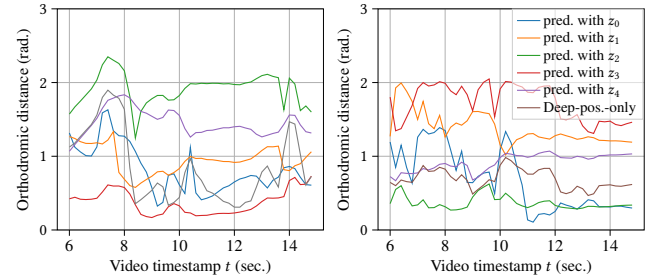 3
2
1
0
6
8
10
12
14
Orthodromic distance (rad.)
Video timestamp t (sec.)
3
2
1
0
6
8
10
12
14
Orthodromic distance (rad.)
Video timestamp t (sec.)
pred. with z0
pred. with z1
pred. with z2
pred. with z3
pred. with z4
Deep-pos.-only